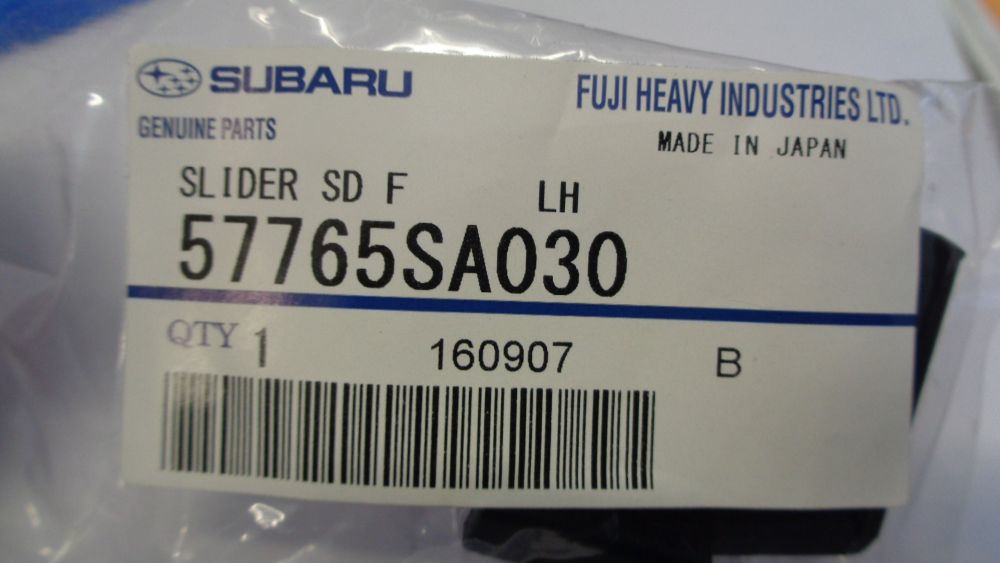 SUBARU
FUJI HEAVY INDUSTRIES LTD.
GENUINE PARTS
MADE IN JAPAN
SLIDER SD F LH
57765SA030
QTY 1 160907 B